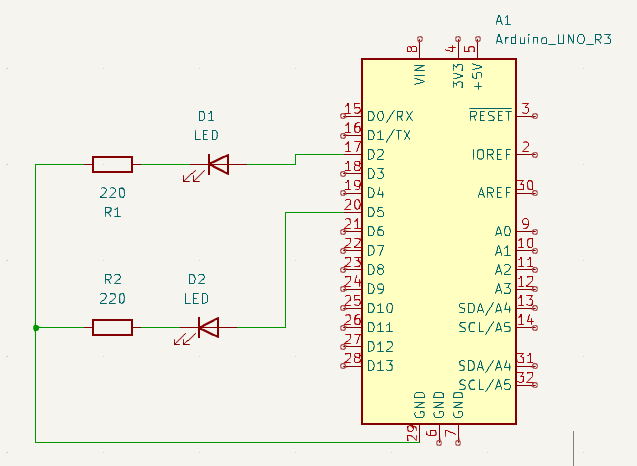 A1
Arduino_UNO_R3
8
4
5
VIN
3V3
+5V
D1
LED
220
R1
R2
220
D2
LED
15 D0/RX
16 D1/TX
17 D2
18 D3
19 D4
20 D5
21 D6
22 D7
23 D8
24 D9
25 D10
26 D11
27 D12
28 D13
RESET 3
IOREF 2
AREF 30
A0 9
A1 10
A2 11
A3 12
SDA/A4 13
SCL/A5 14
SDA/A4 31
SCL/A5 32
GND
GND
GND
29
6
7